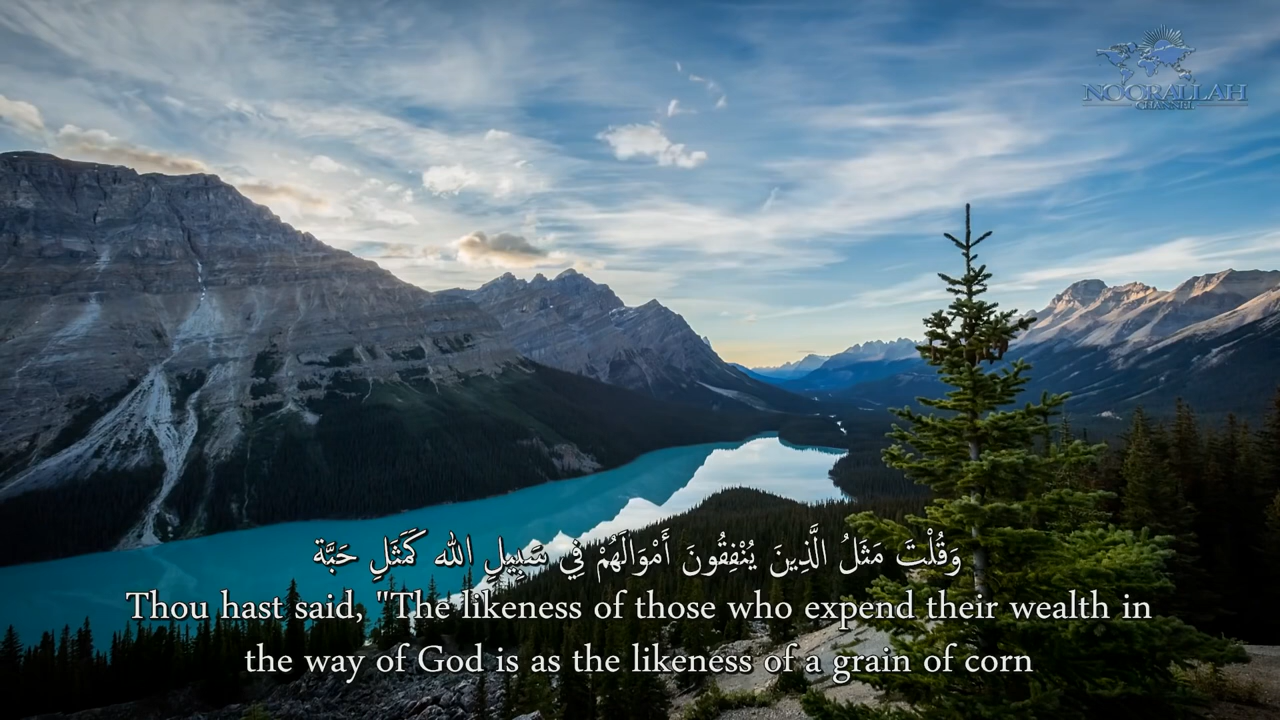 NOORALLAH
CHANNEL
وَقُلْتَ مَثَلُ الَّذِينَ يُنْفِقُونَ أَمْوَالَهُمْ فِي سَبِيلِ الله كَمَثَلِ حَبَّة
Thou hast said, "The likeness of those who expend their wealth in
the way of God is as the likeness of a grain of corn